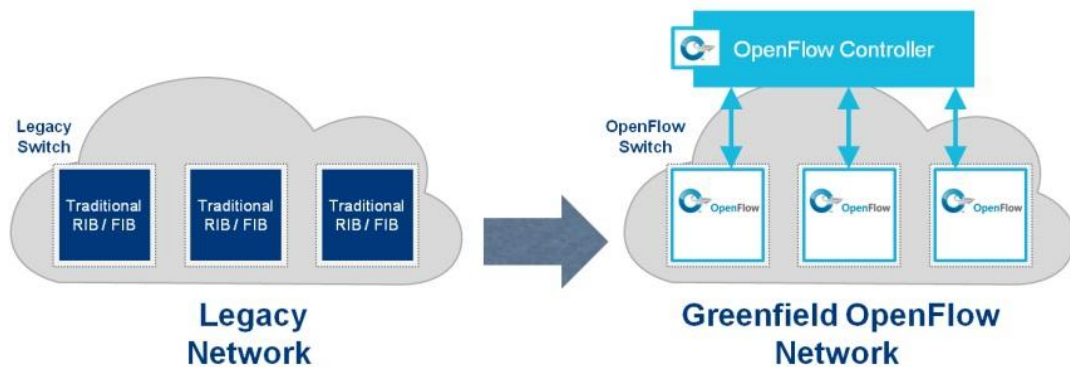 Legacy
Switch
Traditional
RIB / FIB
Traditional
RIB / FIB
Traditional
RIB / FIB
Legacy
Network
OpenFlow Controller
OpenFlow
Switch
OpenFlow
OpenFlow
OpenFlow
Greenfield OpenFlow
Network